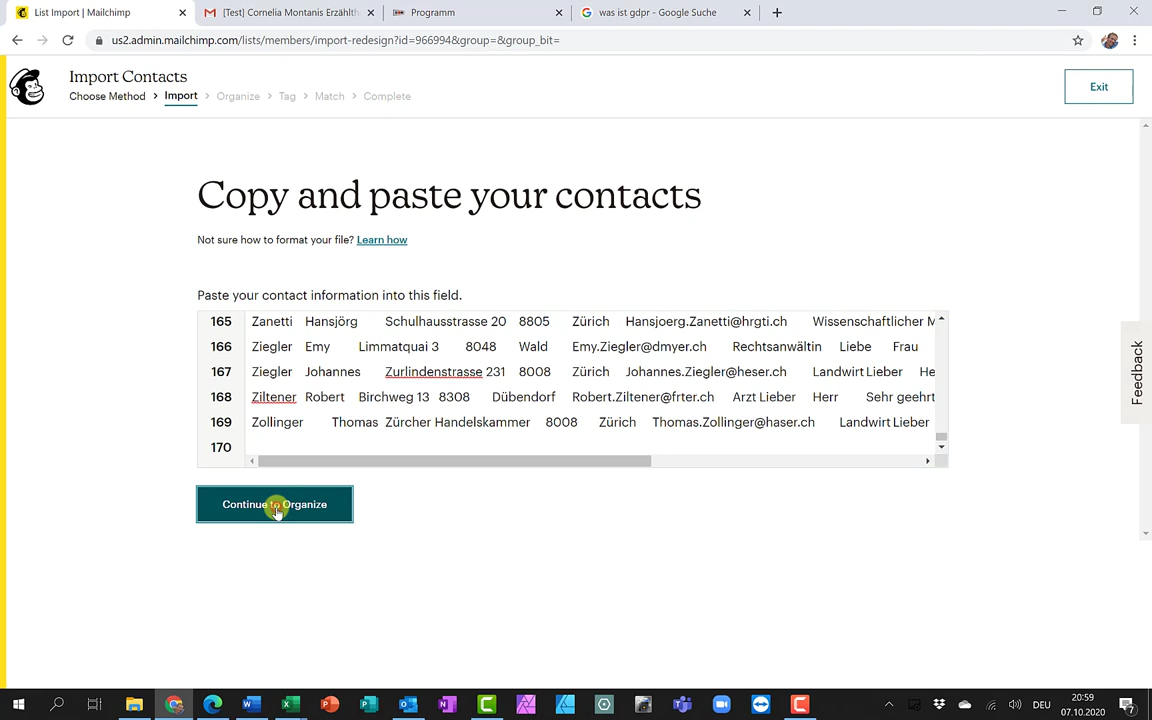 List Import | Mailchimp
[Test] Cornelia Montanis Erzählth
Programm
was ist gdpr - Google Suche
us2.admin.mailchimp.com/lists/members/import-redesign?id=966994&group=&group_bit=
Import Contacts
Choose Method > Import > Organize > Tag > Match > Complete
Exit
Copy and paste your contacts
Not sure how to format your file? Learn how
Paste your contact information into this field.
165 Zanetti Hansjörg Schulhausstrasse 20 8805 Zürich Hansjoerg.Zanetti@hrgti.ch Wissenschaftlicher M
166 Ziegler Emy Limmatquai 3 8048 Wald Emy.Ziegler@dmyer.ch Rechtsanwältin Liebe Frau
167 Ziegler Johannes Zurlindenstrasse 231 8008 Zürich Johannes.Ziegler@heser.ch Landwirt Lieber He
168 Ziltener Robert Birchweg 13 8308 Dübendorf Robert.Ziltener@frter.ch Arzt Lieber Herr Sehr geehrt
169 Zollinger Thomas Zürcher Handelskammer 8008 Zürich Thomas.Zollinger@haser.ch Landwirt Lieber
170
Continue to Organize
Feedback
DEU
20:59
07.10.2020
7